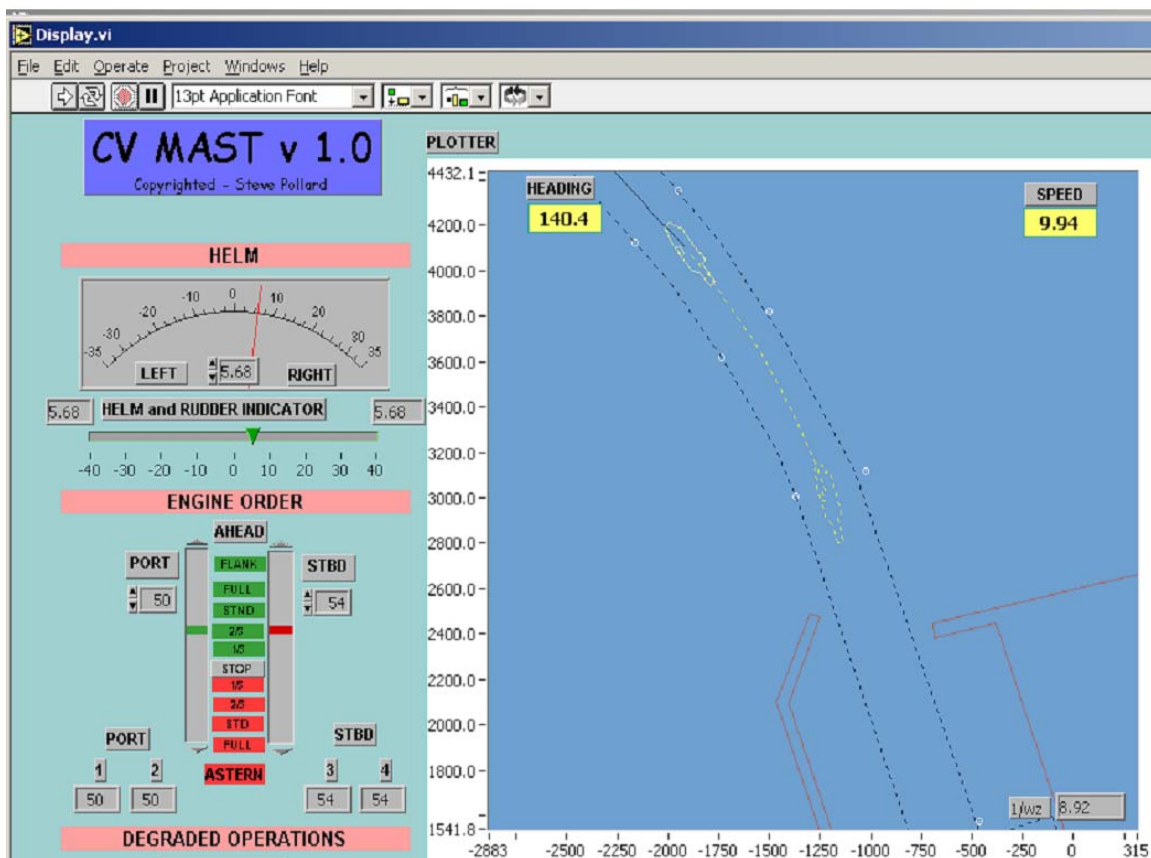 Display.vi
File Edit Operate Project Windows Help
13pt Application Font
CV MAST v 1.0
Copyrighted - Steve Pollard
HELM
-35 -30 -20 -10 0 10 20 30 35
LEFT 5.68 RIGHT
5.68 HELM and RUDDER INDICATOR 5.68
-40 -30 -20 -10 0 10 20 30 40
ENGINE ORDER
AHEAD
PORT
50
STBD
54
FLANK
FULL
STND
2/3
1/3
STOP
1/3
2/3
STD
FULL
ASTERN
PORT
1 2
50 50
STBD
3 4
54 54
DEGRADED OPERATIONS
PLOTTER
HEADING
140.4
SPEED
9.94
4432.1
4200.0
4000.0
3800.0
3600.0
3400.0
3200.0
3000.0
2800.0
2600.0
2400.0
2200.0
2000.0
1800.0
1541.8
1/wz 8.92
-2883 -2500 -2250 -2000 -1750 -1500 -1250 -1000 -750 -500 -250 0 315